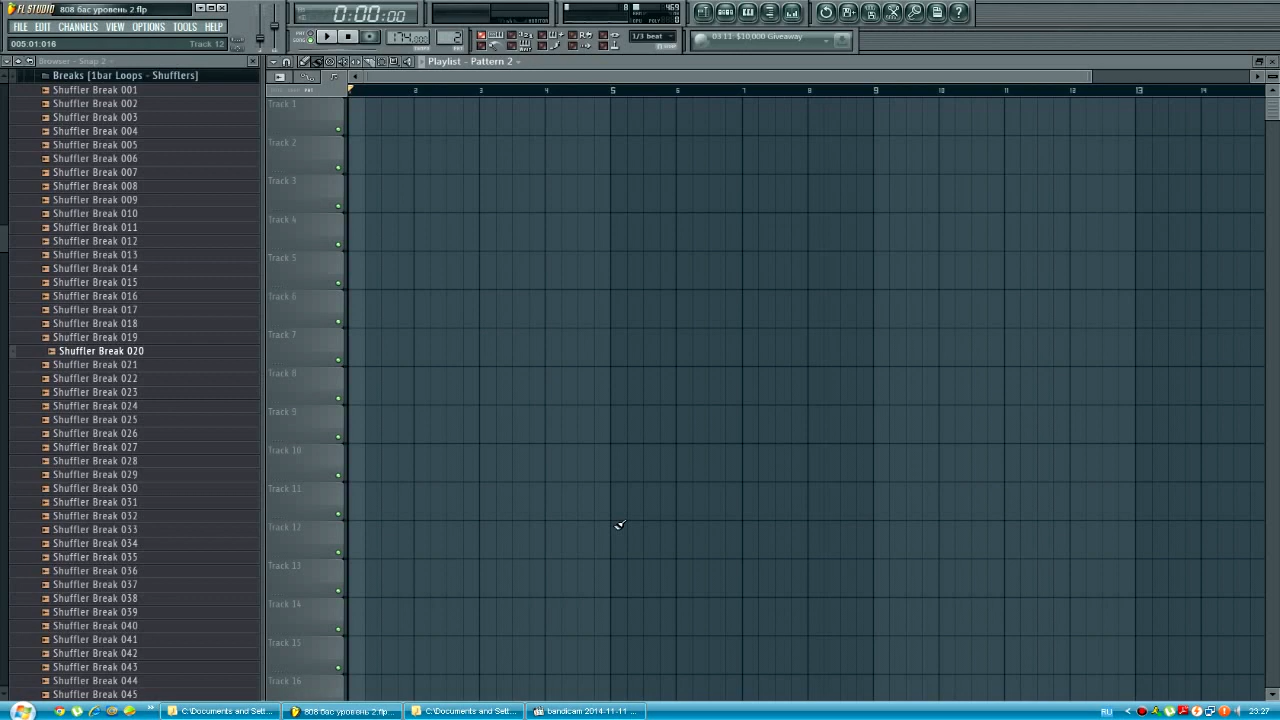 FL STUDIO
808 бас уровень 2.flp
FILE EDIT CHANNELS VIEW OPTIONS TOOLS HELP
005:01:016
Track 12
0:00:00
174
2
1/3 beat
03:11 $10,000 Giveaway
469
Browser - Snap 2
Playlist - Pattern 2
2 3 4 5 6 7 8 9 10 11 12 13 14
Breaks [1bar Loops - Shufflers]
Shuffler Break 001
Shuffler Break 002
Shuffler Break 003
Shuffler Break 004
Shuffler Break 005
Shuffler Break 006
Shuffler Break 007
Shuffler Break 008
Shuffler Break 009
Shuffler Break 010
Shuffler Break 011
Shuffler Break 012
Shuffler Break 013
Shuffler Break 014
Shuffler Break 015
Shuffler Break 016
Shuffler Break 017
Shuffler Break 018
Shuffler Break 019
Shuffler Break 020
Shuffler Break 021
Shuffler Break 022
Shuffler Break 023
Shuffler Break 024
Shuffler Break 025
Shuffler Break 026
Shuffler Break 027
Shuffler Break 028
Shuffler Break 029
Shuffler Break 030
Shuffler Break 031
Shuffler Break 032
Shuffler Break 033
Shuffler Break 034
Shuffler Break 035
Shuffler Break 036
Shuffler Break 037
Shuffler Break 038
Shuffler Break 039
Shuffler Break 040
Shuffler Break 041
Shuffler Break 042
Shuffler Break 043
Shuffler Break 044
Shuffler Break 045
Track 1
Track 2
Track 3
Track 4
Track 5
Track 6
Track 7
Track 8
Track 9
Track 10
Track 11
Track 12
Track 13
Track 14
Track 15
Track 16
C:\Documents and Sett...
808 бас уровень 2.flp...
C:\Documents and Sett...
bandicam 2014-11-11 ...
RU
23:27